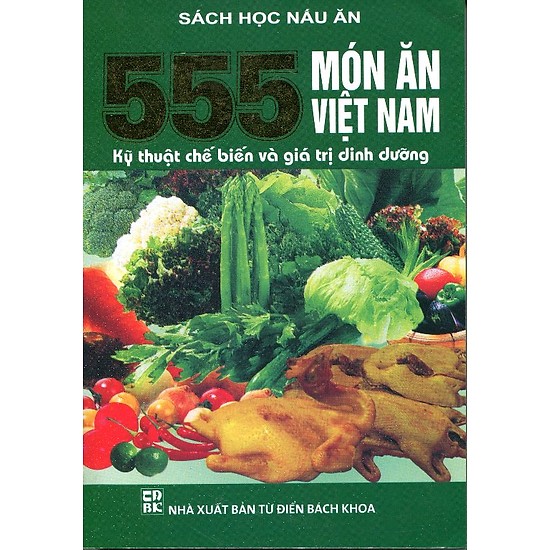 SÁCH HỌC NẤU ĂN
555 MÓN ĂN
VIỆT NAM
Kỹ thuật chế biến và giá trị dinh dưỡng
NHÀ XUẤT BẢN TỪ ĐIỂN BÁCH KHOA